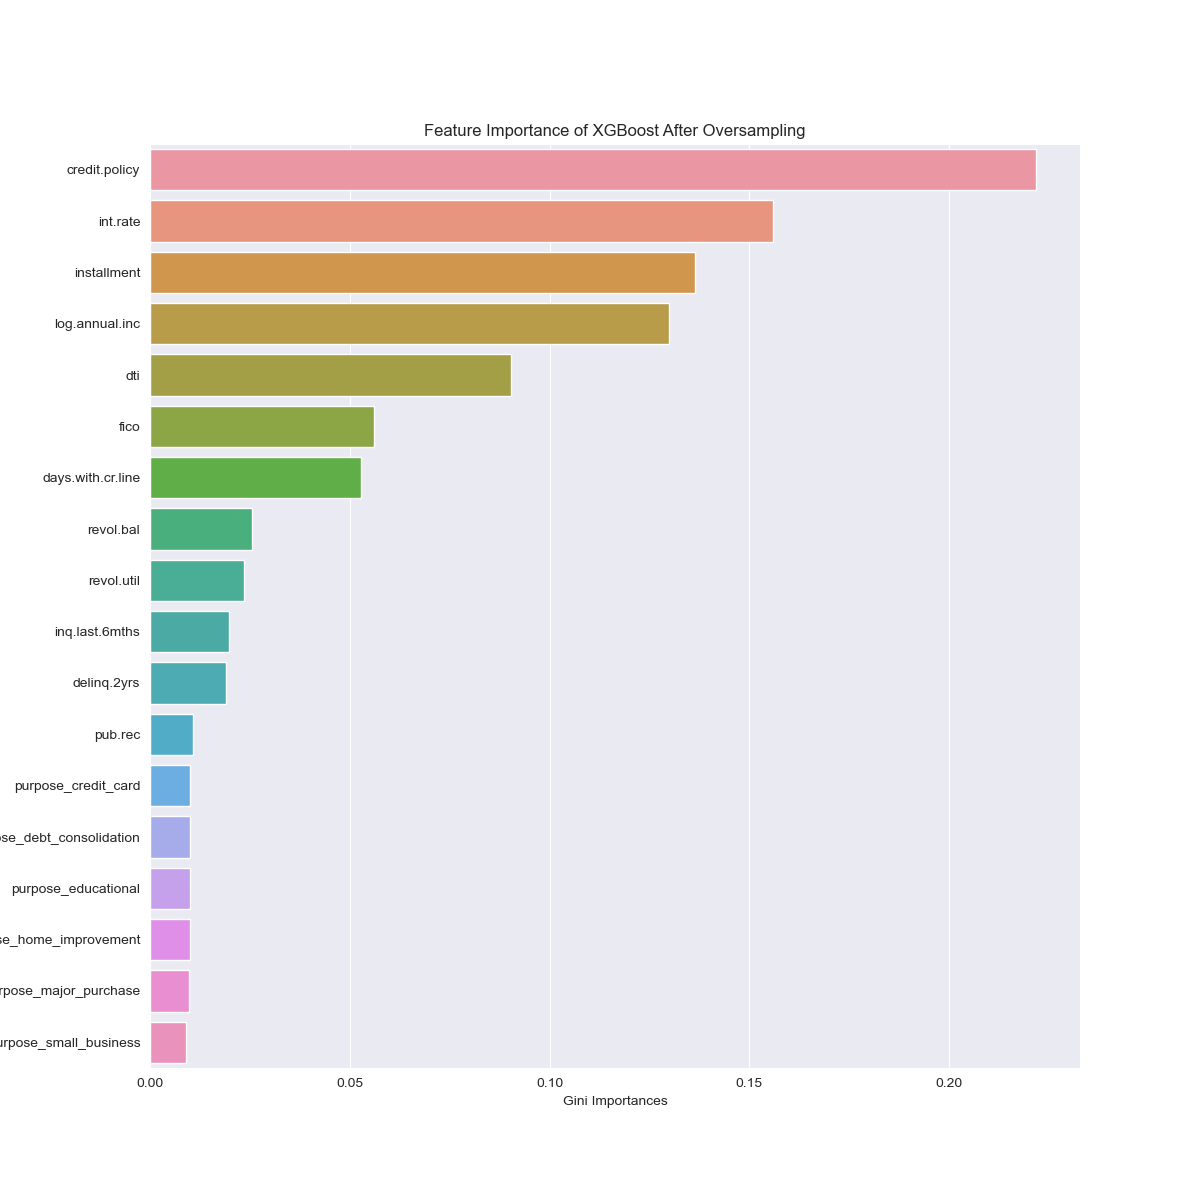 Feature Importance of XGBoost After Oversampling
credit.policy
int.rate
installment
log.annual.inc
dti
fico
days.with.cr.line
revol.bal
revol.util
inq.last.6mths
delinq.2yrs
pub.rec
purpose_credit_card
ose_debt_consolidation
purpose_educational
se_home_improvement
rpose_major_purchase
urpose_small_business
0.00 0.05 0.10 0.15 0.20
Gini Importances